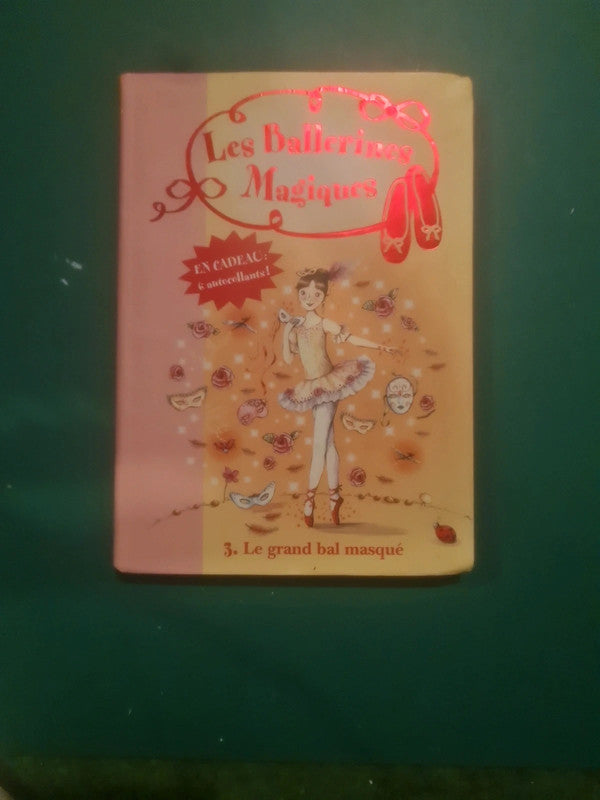 Les Ballerines
Magiques
EN CADEAU :
6 autocollants !
3. Le grand bal masqué